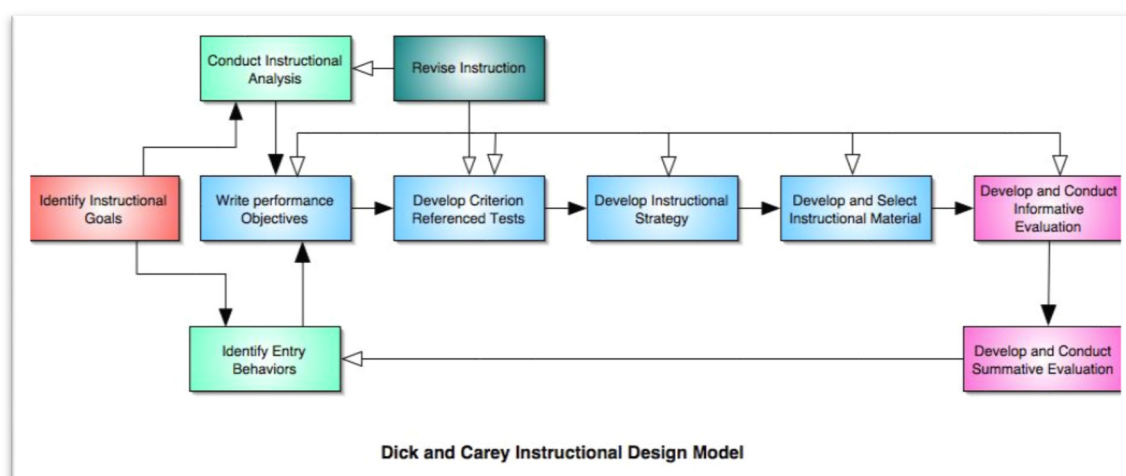 Conduct Instructional
Analysis
Revise Instruction
Identify Instructional
Goals
Write performance
Objectives
Develop Criterion
Referenced Tests
Develop Instructional
Strategy
Develop and Select
Instructional Material
Develop and Conduct
Informative
Evaluation
Identify Entry
Behaviors
Develop and Conduct
Summative Evaluation
Dick and Carey Instructional Design Model